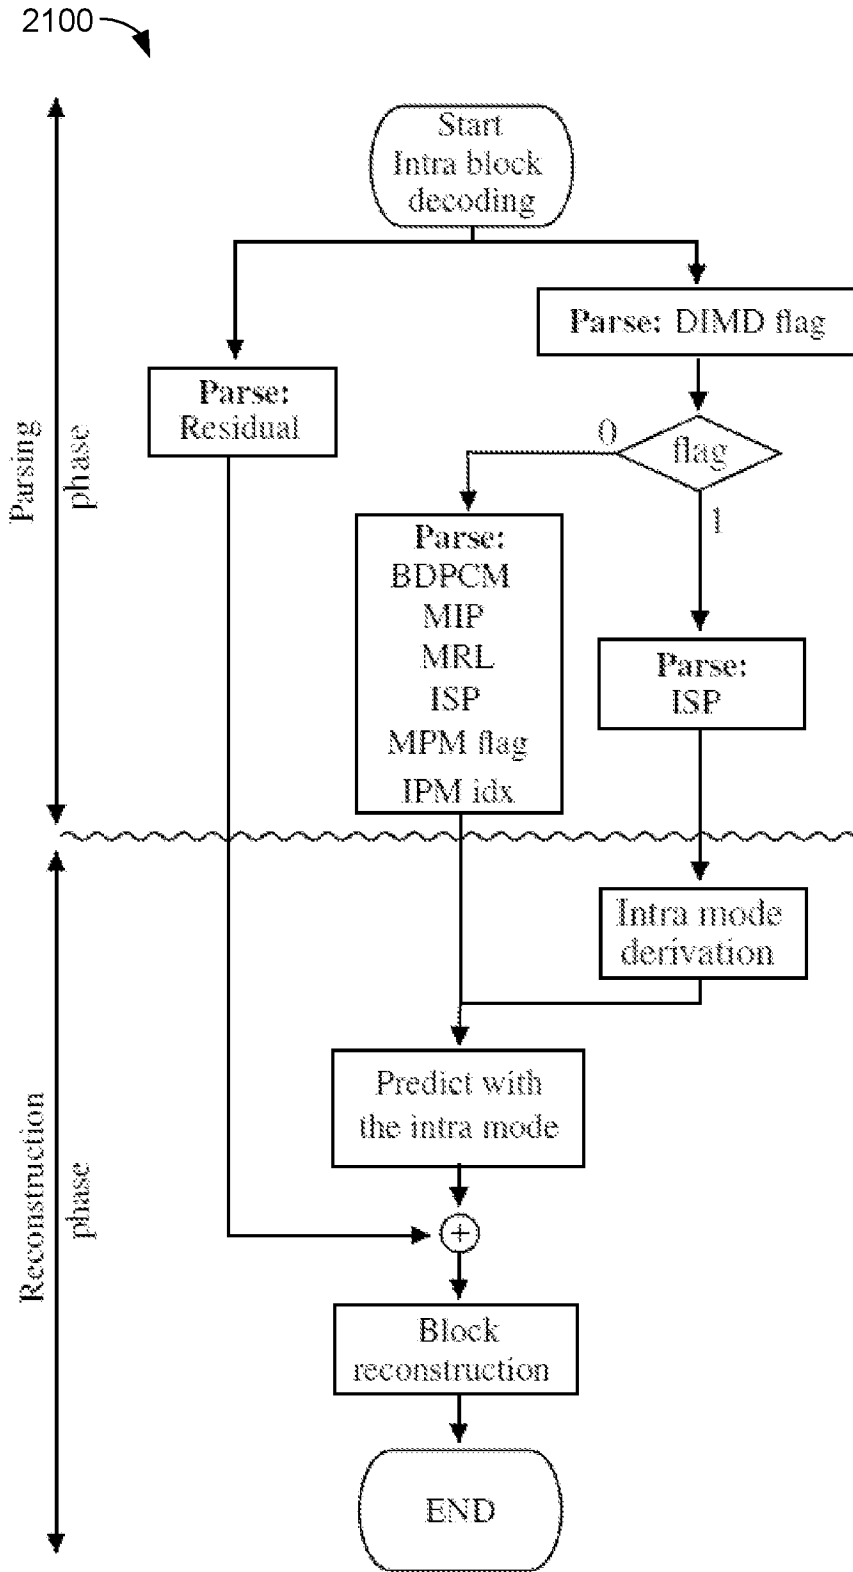 2100
Start
Intra block
decoding
Parse: DIMD flag
Parse:
Residual
0
flag
1
Parse:
BDPCM
MIP
MRL
ISP
MPM flag
IPM idx
Parse:
ISP
Parsing
phase
Intra mode
derivation
Predict with
the intra mode
+
Block
reconstruction
END
Reconstruction
phase